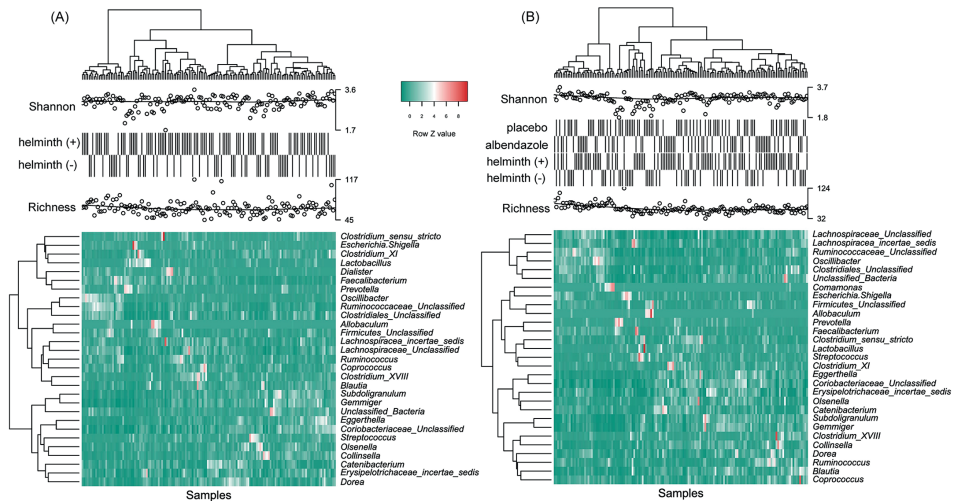 (A)
Shannon
3.6
1.7
helminth (+)
helminth (-)
117
Richness
45
Clostridium_sensu_stricto
Escherichia.Shigella
Clostridium_XI
Lactobacillus
Dialister
Faecalibacterium
Prevotella
Oscillibacter
Ruminococcaceae_Unclassified
Clostridiales_Unclassified
Allobaculum
Firmicutes_Unclassified
Lachnospiracea_incertae_sedis
Lachnospiraceae_Unclassified
Ruminococcus
Coprococcus
Clostridium_XVIII
Blautia
Subdoligranulum
Gemmiger
Unclassified_Bacteria
Eggerthella
Coriobacteriaceae_Unclassified
Streptococcus
Olsenella
Collinsella
Catenibacterium
Erysipelotrichaceae_incertae_sedis
Dorea
Samples
0 2 4 6 8
Row Z value
(B)
Shannon
3.7
1.8
placebo
albendazole
helminth (+)
helminth (-)
124
Richness
32
Lachnospiraceae_Unclassified
Lachnospiracea_incertae_sedis
Ruminococcaceae_Unclassified
Oscillibacter
Clostridiales_Unclassified
Unclassified_Bacteria
Comamonas
Escherichia.Shigella
Firmicutes_Unclassified
Allobaculum
Prevotella
Faecalibacterium
Clostridium_sensu_stricto
Lactobacillus
Streptococcus
Clostridium_XI
Eggerthella
Coriobacteriaceae_Unclassified
Erysipelotrichaceae_incertae_sedis
Olsenella
Catenibacterium
Subdoligranulum
Gemmiger
Clostridium_XVIII
Collinsella
Dorea
Ruminococcus
Blautia
Coprococcus
Samples